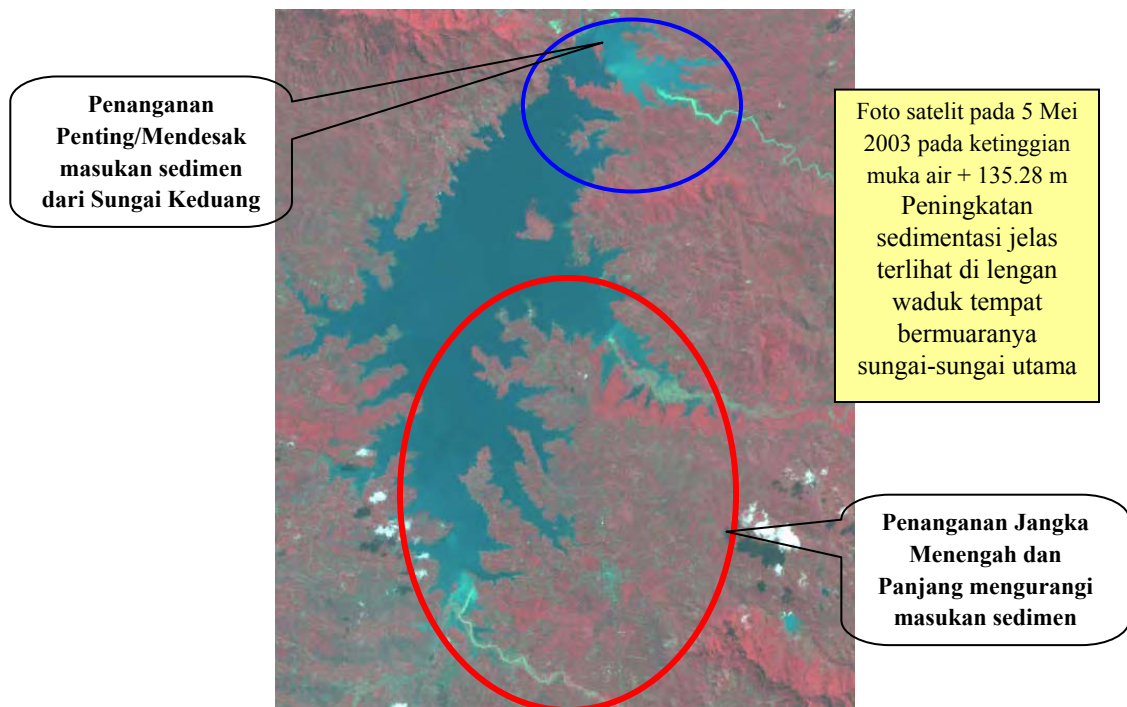 Penanganan
Penting/Mendesak
masukan sedimen
dari Sungai Keduang
Foto satelit pada 5 Mei
2003 pada ketinggian
muka air + 135.28 m
Peningkatan
sedimentasi jelas
terlihat di lengan
waduk tempat
bermuaranya
sungai-sungai utama
Penanganan Jangka
Menengah dan
Panjang mengurangi
masukan sedimen